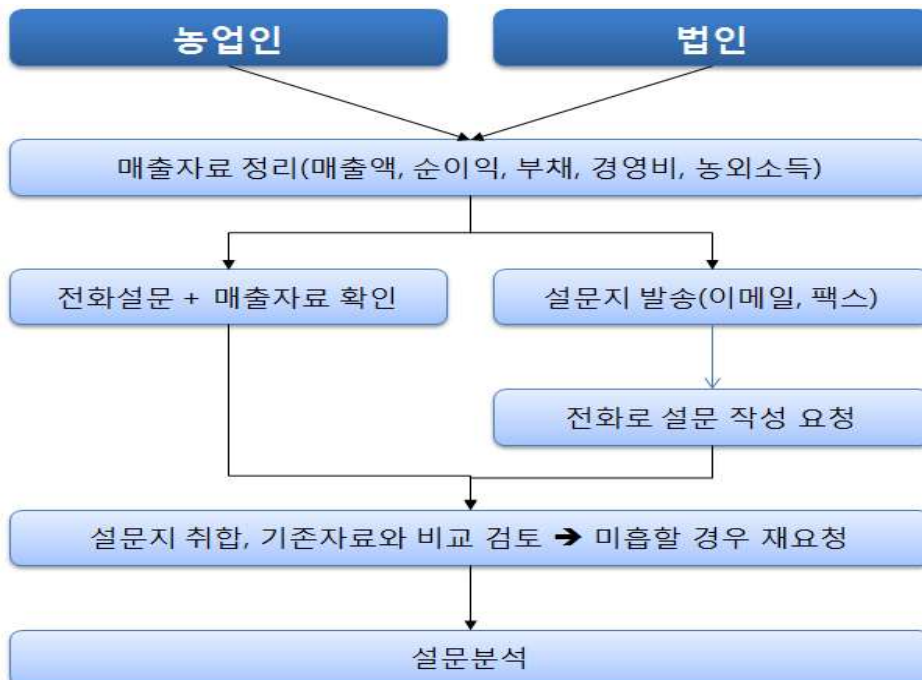 농업인
법인
매출자료 정리(매출액, 순이익, 부채, 경영비, 농외소득)
전화설문 + 매출자료 확인
설문지 발송(이메일, 팩스)
전화로 설문 작성 요청
설문지 취합, 기존자료와 비교 검토 ➔ 미흡할 경우 재요청
설문분석